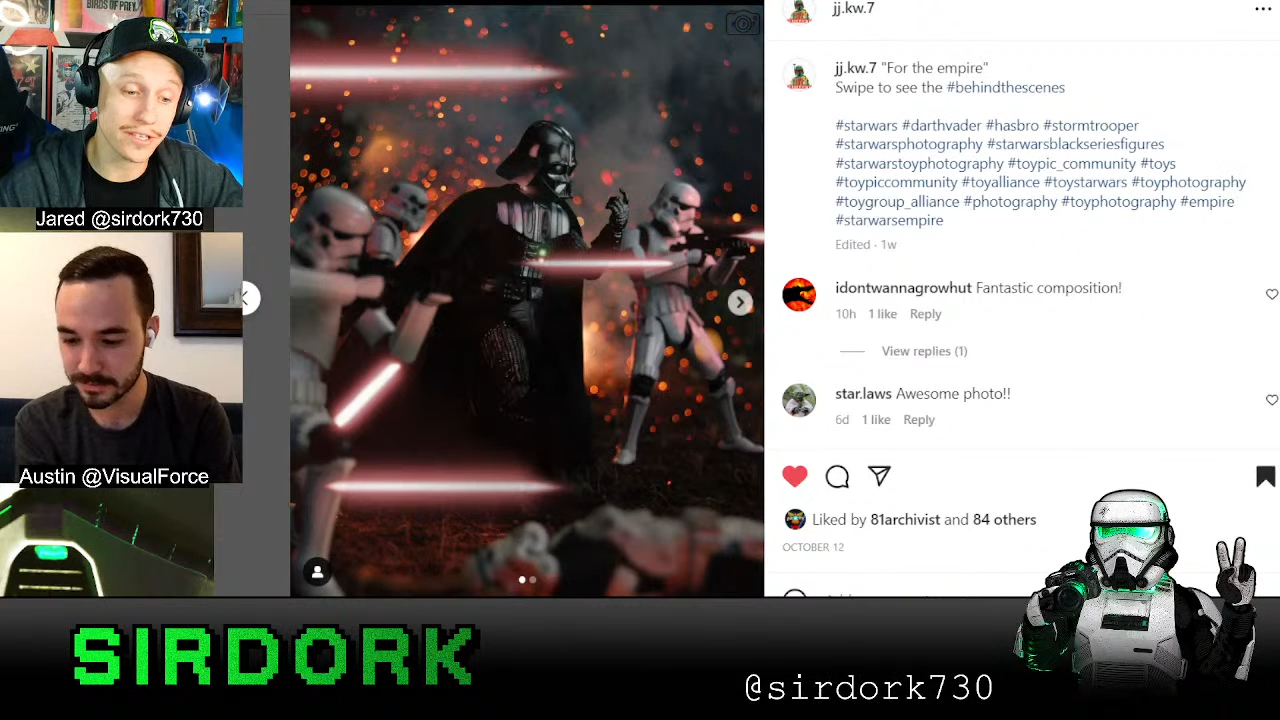 BIRDS OF PREY
Jared @sirdork730
Austin @VisualForce
jj.kw.7
jj.kw.7 "For the empire"
Swipe to see the #behindthescenes
#starwars #darthvader #hasbro #stormtrooper
#starwarsphotography #starwarsblackseriesfigures
#starwarstoyphotography #toypic_community #toys
#toypiccommunity #toyalliance #toystarwars #toyphotography
#toygroup_alliance #photography #toyphotography #empire
#starwarsempire
Edited · 1w
idontwannagrowhut Fantastic composition!
10h 1 like Reply
View replies (1)
star.laws Awesome photo!!
6d 1 like Reply
Liked by 81archivist and 84 others
OCTOBER 12
SIRDORK
@sirdork730